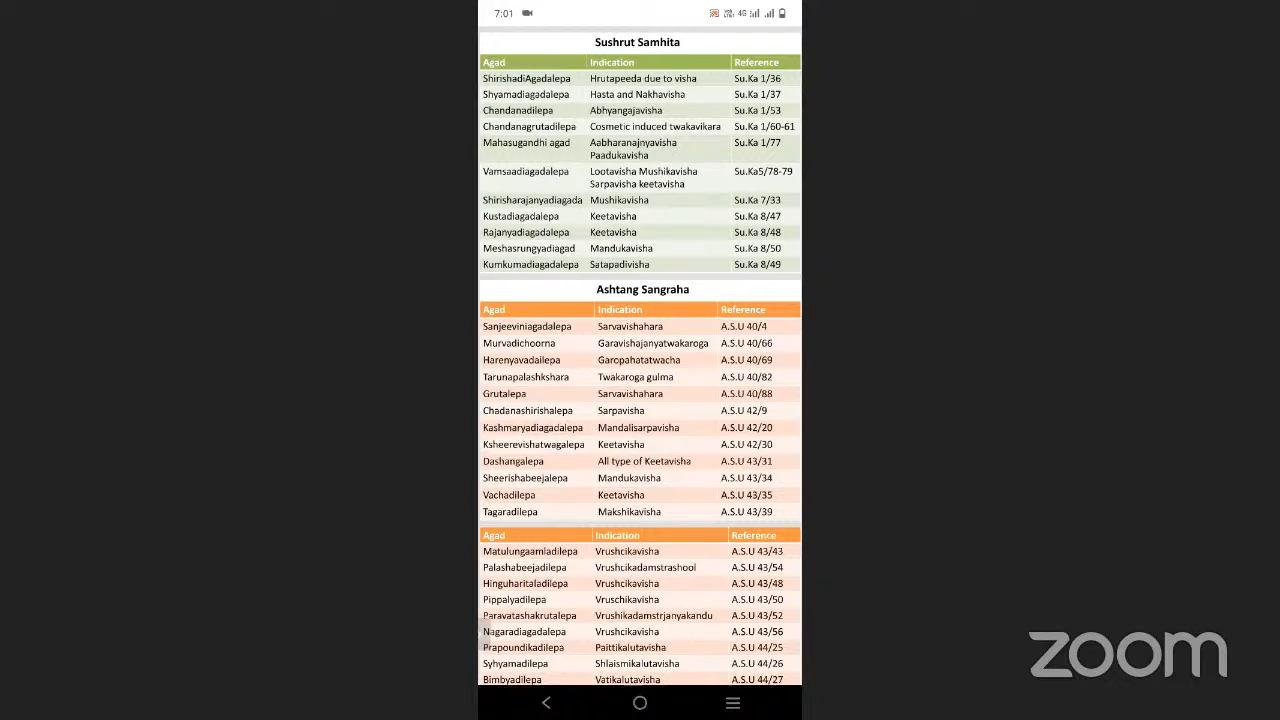 7:01 4G
Sushrut Samhita
Agad Indication Reference
ShirishadiAgadalepa Hrutapeeda due to visha Su.Ka 1/36
Shyamadiagadalepa Hasta and Nakhavisha Su.Ka 1/37
Chandanadilepa Abhyangajavisha Su.Ka 1/53
Chandanagrutadilepa Cosmetic induced twakavikara Su.Ka 1/60-61
Mahasugandhi agad Aabharanajnyavisha Su.Ka 1/77
Paadukavisha
Vamsaadiagadalepa Lootavisha Mushikavisha Su.Ka5/78-79
Sarpavisha keetavisha
Shirisharajanyadiagada Mushikavisha Su.Ka 7/33
Kustadiagadalepa Keetavisha Su.Ka 8/47
Rajanyadiagadalepa Keetavisha Su.Ka 8/48
Meshasrungyadiagad Mandukavisha Su.Ka 8/50
Kumkumadiagadalepa Satapadivisha Su.Ka 8/49
Ashtang Sangraha
Agad Indication Reference
Sanjeeviniagadalepa Sarvavishahara A.S.U 40/4
Murvadichoorna Garavishajanyatwakaroga A.S.U 40/66
Harenyavadailepa Garopahatatwacha A.S.U 40/69
Tarunapalashkshara Twakaroga gulma A.S.U 40/82
Grutalepa Sarvavishahara A.S.U 40/88
Chadanashirishalepa Sarpavisha A.S.U 42/9
Kashmaryadiagadalepa Mandalisarpavisha A.S.U 42/20
Ksheerevishatwagalepa Keetavisha A.S.U 42/30
Dashangalepa All type of Keetavisha A.S.U 43/31
Sheerishabeejalepa Mandukavisha A.S.U 43/34
Vachadilepa Keetavisha A.S.U 43/35
Tagaradilepa Makshikavisha A.S.U 43/39
Agad Indication Reference
Matulungaamladilepa Vrushcikavisha A.S.U 43/43
Palashabeejadilepa Vrushcikadamstrashool A.S.U 43/54
Hinguharitaladilepa Vrushcikavisha A.S.U 43/48
Pippalyadilepa Vruschikavisha A.S.U 43/50
Paravatashakrutalepa Vrushikadamstrjanyakandu A.S.U 43/52
Nagaradiagadalepa Vrushcikavisha A.S.U 43/56
Prapoundikadilepa Paittikalutavisha A.S.U 44/25
Syhyamadilepa Shlaismikalutavisha A.S.U 44/26
Bimbyadilepa Vatikalutavisha A.S.U 44/27
zoom